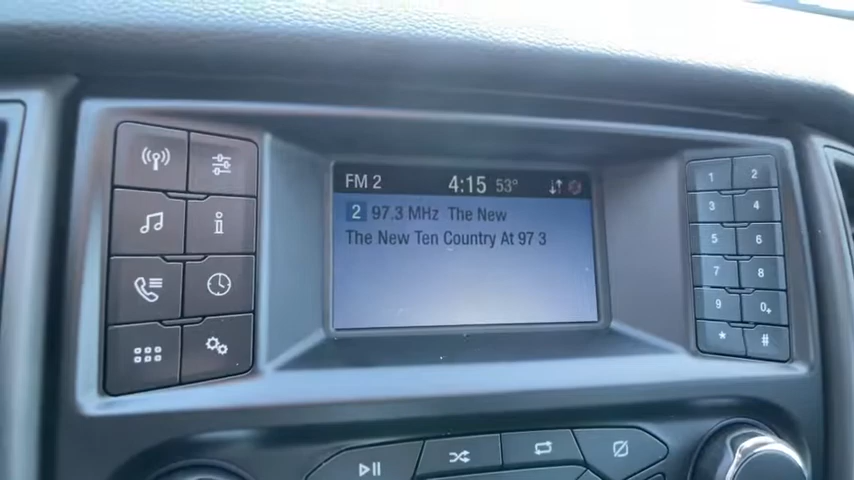 FM 2 4:15 53°
2 97.3 MHz The New
The New Ten Country At 97 3
1 2
3 4
5 6
7 8
9 0+
* #